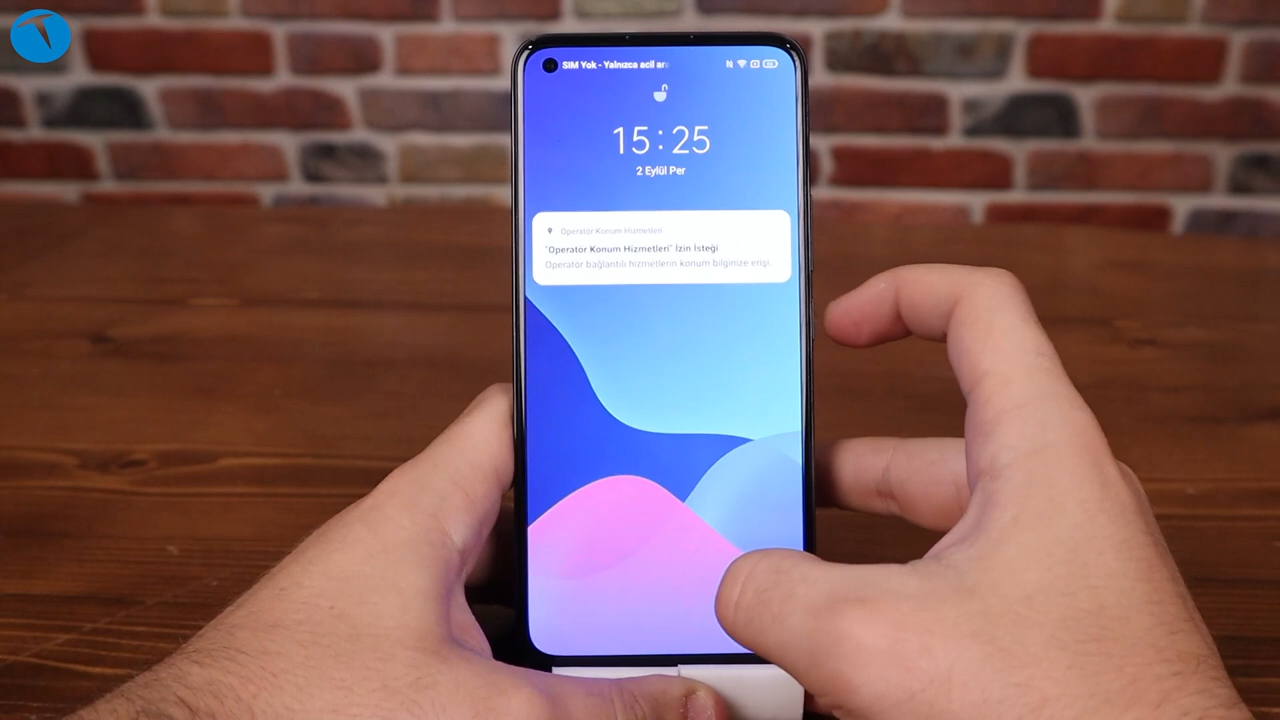 SIM Yok - Yalnızca acil
15:25
2 Eylül Per
Operatör Konum Hizmetleri
"Operatör Konum Hizmetleri" İzin İsteği
Operatör bağlantılı hizmetlerin konum bilginize erişi..